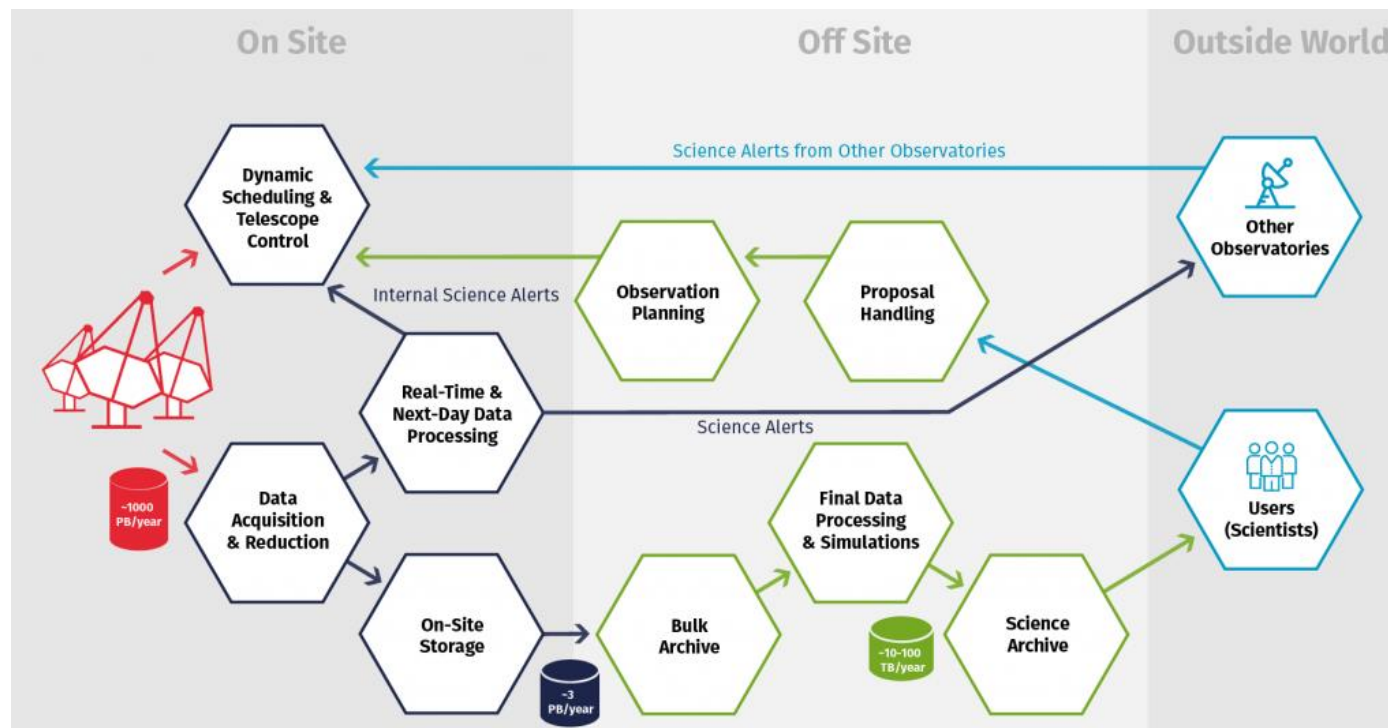 On Site
Off Site
Outside World
Science Alerts from Other Observatories
Dynamic
Scheduling &
Telescope
Control
Other
Observatories
Internal Science Alerts
Observation
Planning
Proposal
Handling
Real-Time &
Next-Day Data
Processing
Science Alerts
~1000
PB/year
Data
Acquisition
& Reduction
Final Data
Processing
& Simulations
Users
(Scientists)
On-Site
Storage
~3
PB/year
Bulk
Archive
~10-100
TB/year
Science
Archive